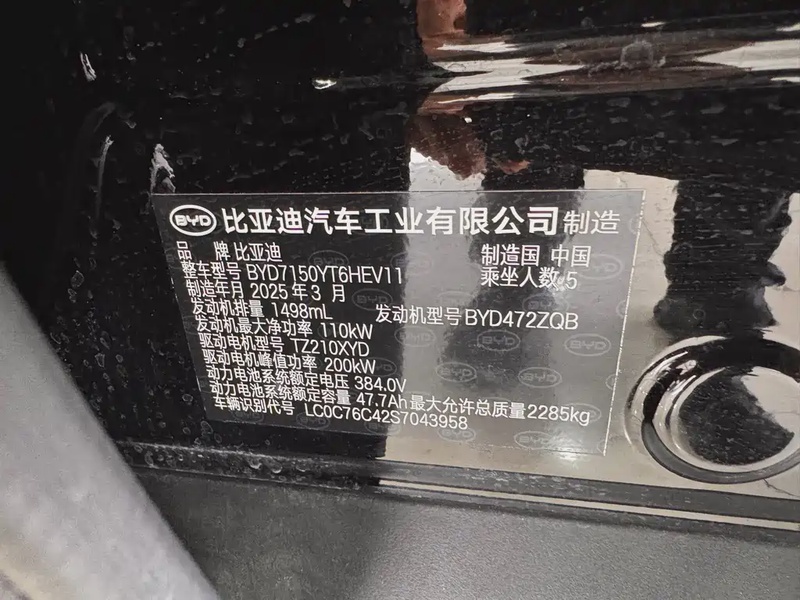 BYD 比亚迪汽车工业有限公司 制造
品 牌 比亚迪 制造国 中国
整车型号 BYD7150YT6HEV11 乘坐人数 5
制造年月 2025 年 3 月
发动机排量 1498mL 发动机型号 BYD472ZQB
发动机最大净功率 110kW
驱动电机型号 TZ210XYD
驱动电机峰值功率 200kW
动力电池系统额定电压 384.0V
动力电池系统额定容量 47.7Ah 最大允许总质量 2285kg
车辆识别代号 LC0C76C42S7043958